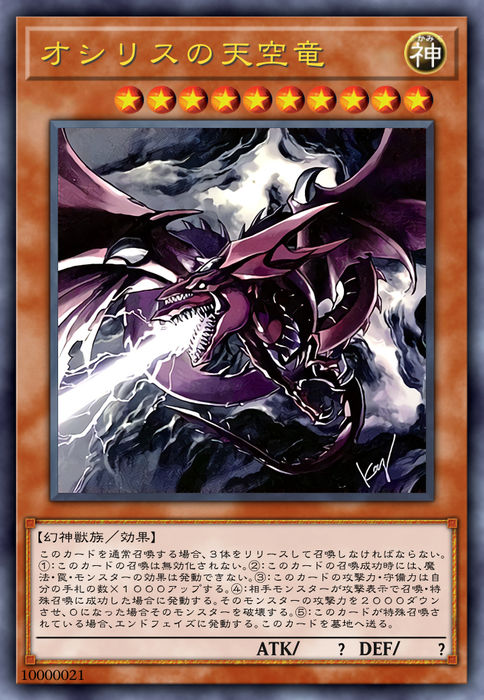 オシリスの天空竜
神
かみ
【幻神獣族／効果】
このカードを通常召喚する場合、３体をリリースして召喚しなければならない。
①：このカードの召喚は無効化されない。②：このカードの召喚成功時には、魔
法・罠・モンスターの効果は発動できない。③：このカードの攻撃力・守備力は自
分の手札の数×１０００アップする。④：相手モンスターが攻撃表示で召喚・特
殊召喚に成功した場合に発動する。そのモンスターの攻撃力を２０００ダウン
させ、０になった場合そのモンスターを破壊する。⑤：このカードが特殊召喚
されている場合、エンドフェイズに発動する。このカードを墓地へ送る。
ATK/ ? DEF/ ?
10000021